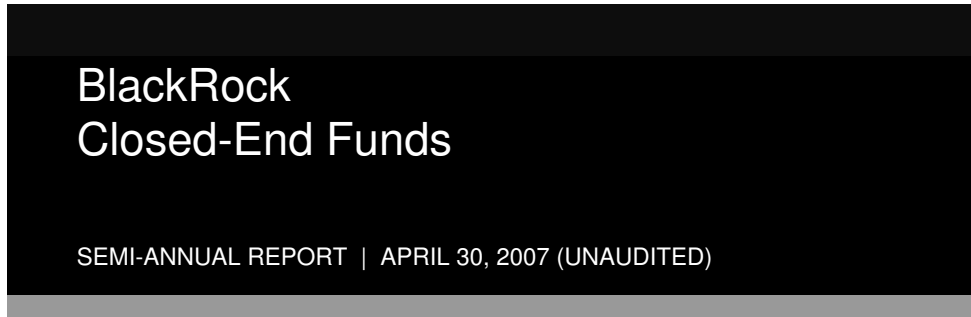 BlackRock
Closed-End Funds
SEMI-ANNUAL REPORT | APRIL 30, 2007 (UNAUDITED)